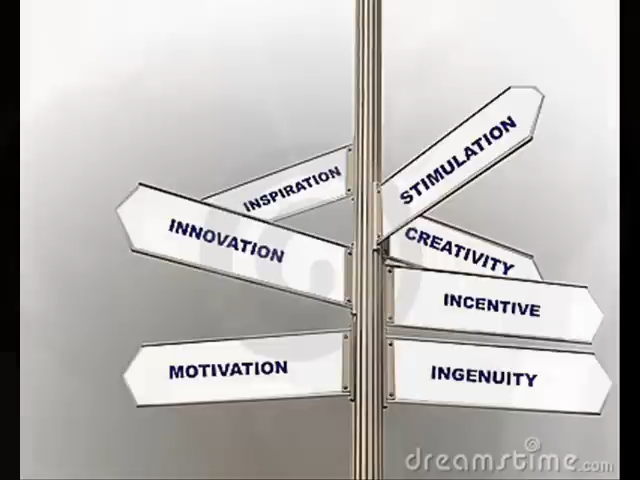 STIMULATION
INSPIRATION
INNOVATION
CREATIVITY
INCENTIVE
MOTIVATION
INGENUITY
dreamstime.com